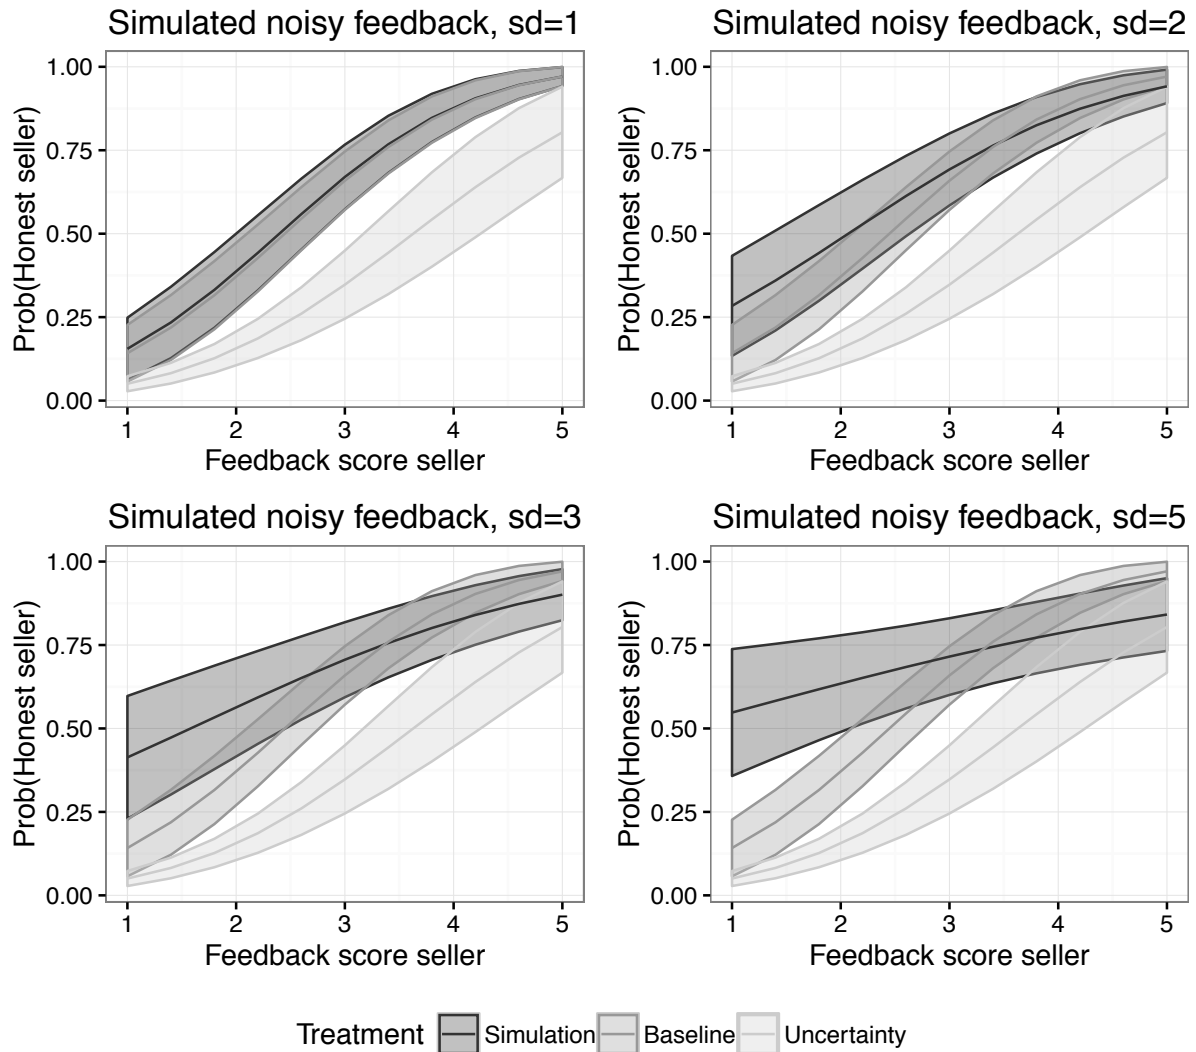 Simulated noisy feedback, sd=1
1.00
0.75
0.50
0.25
0.00
Prob(Honest seller)
1 2 3 4 5
Feedback score seller
Simulated noisy feedback, sd=2
1.00
0.75
0.50
0.25
0.00
Prob(Honest seller)
1 2 3 4 5
Feedback score seller
Simulated noisy feedback, sd=3
1.00
0.75
0.50
0.25
0.00
Prob(Honest seller)
1 2 3 4 5
Feedback score seller
Simulated noisy feedback, sd=5
1.00
0.75
0.50
0.25
0.00
Prob(Honest seller)
1 2 3 4 5
Feedback score seller
Treatment Simulation Baseline Uncertainty